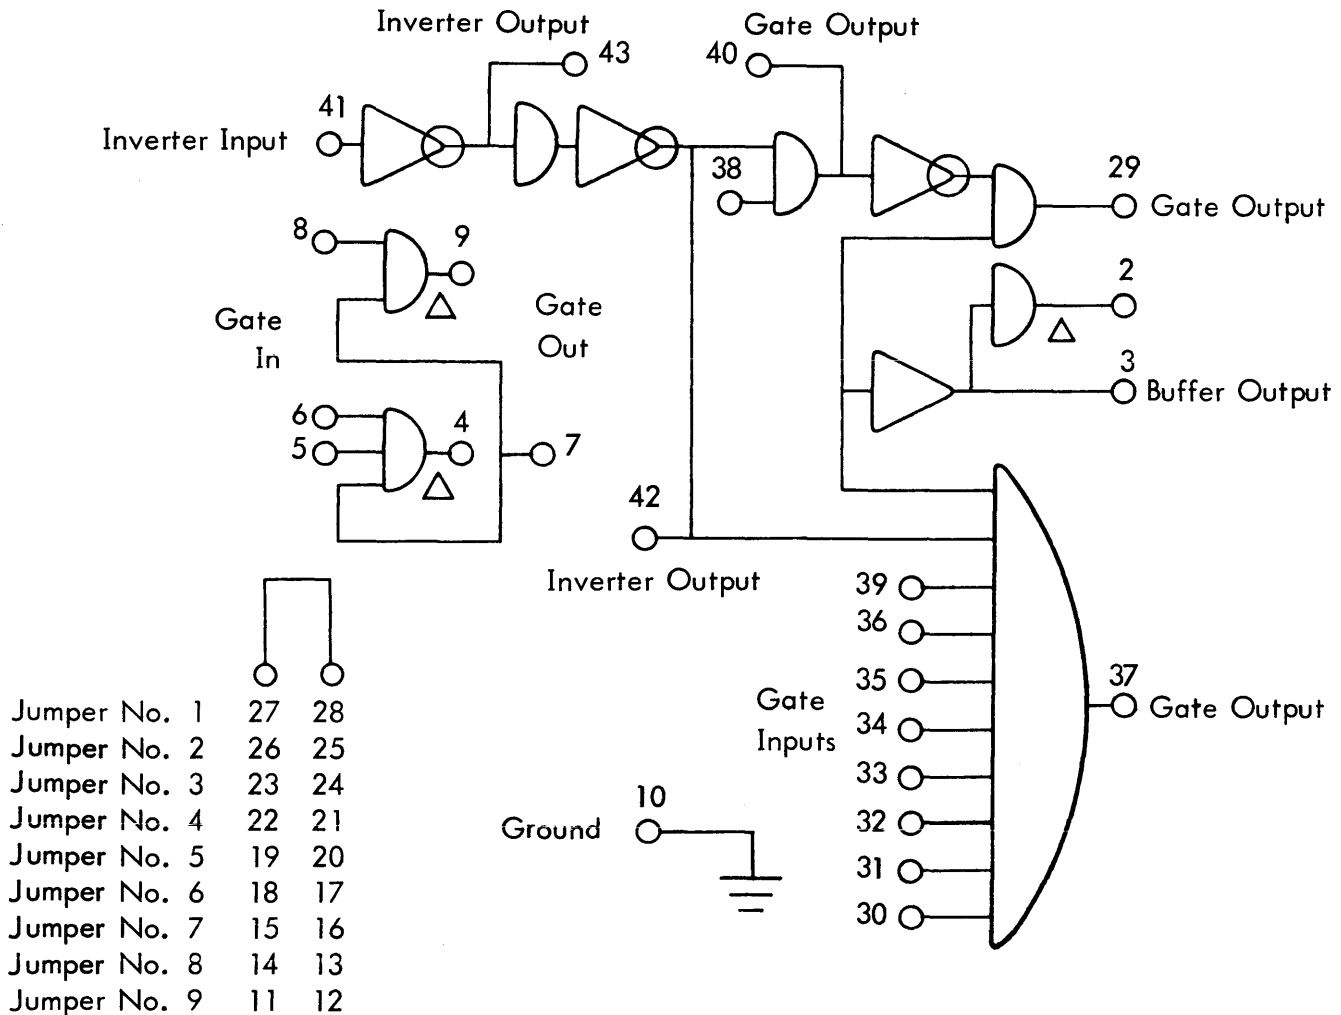 Inverter Output
43
Gate Output
40
41
Inverter Input
38
29
Gate Output
8
9
2
Gate
In
Gate
Out
3
Buffer Output
6
5
4
7
42
Inverter Output
39
36
35
34
33
32
31
30
Gate
Inputs
37
Gate Output
10
Ground
Jumper No. 1 27 28
Jumper No. 2 26 25
Jumper No. 3 23 24
Jumper No. 4 22 21
Jumper No. 5 19 20
Jumper No. 6 18 17
Jumper No. 7 15 16
Jumper No. 8 14 13
Jumper No. 9 11 12